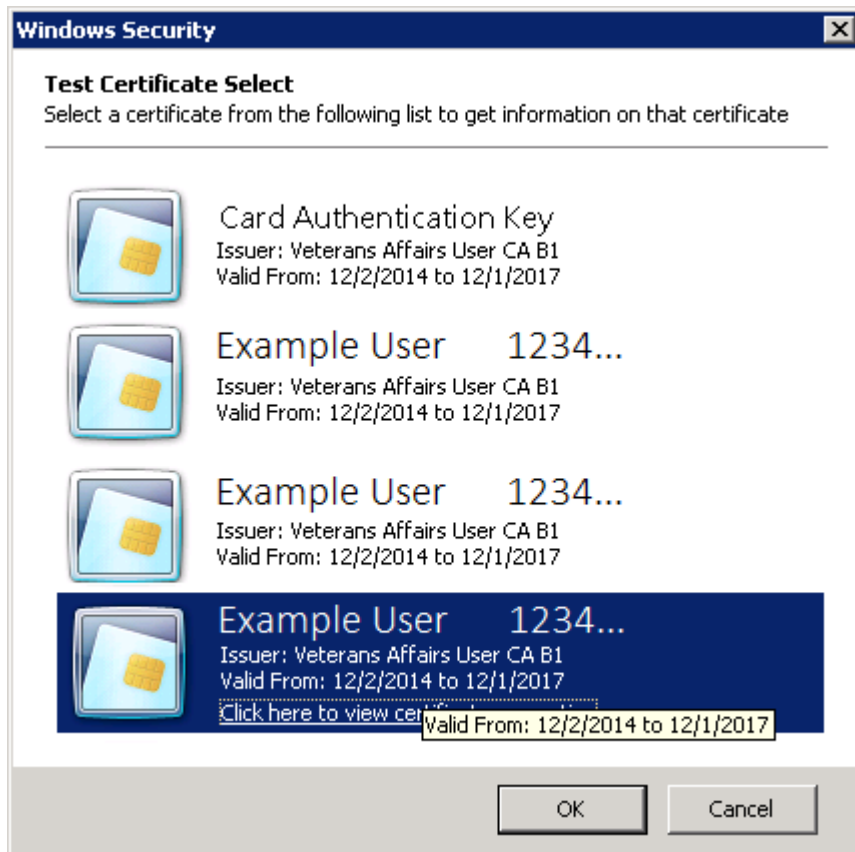 Windows Security
Test Certificate Select
Select a certificate from the following list to get information on that certificate
Card Authentication Key
Issuer: Veterans Affairs User CA B1
Valid From: 12/2/2014 to 12/1/2017
Example User 1234...
Issuer: Veterans Affairs User CA B1
Valid From: 12/2/2014 to 12/1/2017
Example User 1234...
Issuer: Veterans Affairs User CA B1
Valid From: 12/2/2014 to 12/1/2017
Example User 1234...
Issuer: Veterans Affairs User CA B1
Valid From: 12/2/2014 to 12/1/2017
Click here to view
Valid From: 12/2/2014 to 12/1/2017
OK Cancel